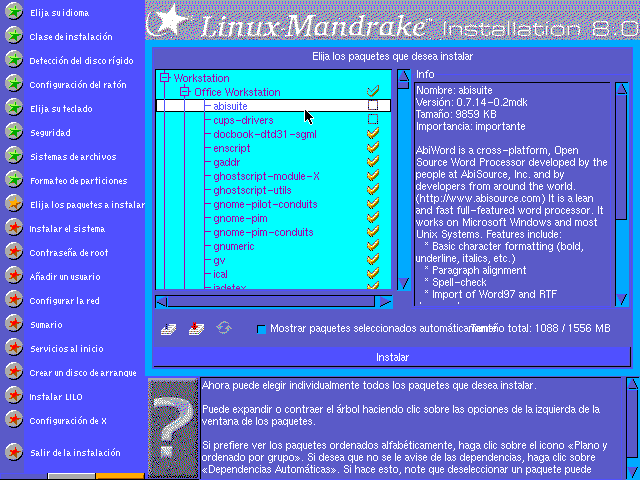 Linux Mandrake™ Installation 8.0
Elija su idioma
Clase de instalación
Detección del disco rígido
Configuración del ratón
Elija su teclado
Seguridad
Sistemas de archivos
Formateo de particiones
Elija los paquetes a instalar
Instalar el sistema
Contraseña de root
Añadir un usuario
Configurar la red
Sumario
Servicios al inicio
Crear un disco de arranque
Instalar LILO
Configuración de X
Salir de la instalación
Elija los paquetes que desea instalar
Workstation
Office Workstation
abisuite
cups-drivers
docbook-dtd31-sgml
enscript
gaddr
ghostscript-module-X
ghostscript-utils
gnome-pilot-conduits
gnome-pim
gnome-pim-conduits
gnumeric
gv
ical
jadetex
Info
Nombre: abisuite
Versión: 0.7.14-0.2mdk
Tamaño: 9859 KB
Importancia: importante
AbiWord is a cross-platform, Open
Source Word Processor developed by the
people at AbiSource, Inc. and by
developers from around the world.
(http://www.abisource.com) It is a lean
and fast full-featured word processor. It
works on Microsoft Windows and most
Unix Systems. Features include:
* Basic character formatting (bold,
underline, italics, etc.)
* Paragraph alignment
* Spell-check
* Import of Word97 and RTF
Mostrar paquetes seleccionados automáticamente
Tamaño total: 1088 / 1556 MB
Instalar
Ahora puede elegir individualmente todos los paquetes que desea instalar.
Puede expandir o contraer el árbol haciendo clic sobre las opciones de la izquierda de la
ventana de los paquetes.
Si prefiere ver los paquetes ordenados alfabéticamente, haga clic sobre el icono «Plano y
ordenado por grupo». Si desea que no se le avise de las dependencias, haga clic sobre
«Dependencias Automáticas». Si hace esto, note que deseleccionar un paquete puede